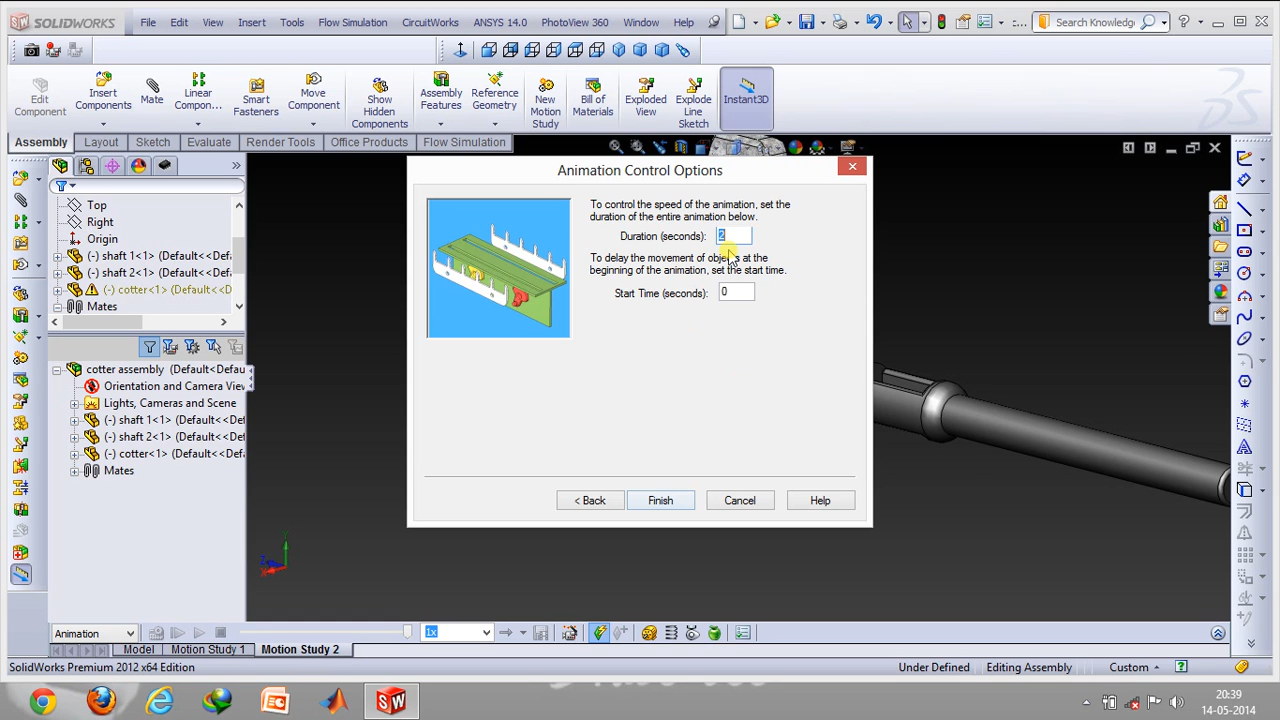 SOLIDWORKS File Edit View Insert Tools Flow Simulation CircuitWorks ANSYS 14.0 PhotoView 360 Window Help Search Knowledge
Edit Component
Insert Components
Mate
Linear Compon...
Smart Fasteners
Move Component
Show Hidden Components
Assembly Features
Reference Geometry
New Motion Study
Bill of Materials
Exploded View
Explode Line Sketch
Instant3D
Assembly Layout Sketch Evaluate Render Tools Office Products Flow Simulation
Top
Right
Origin
(-) shaft 1<1> (Default<
(-) shaft 2<1> (Default<
(-) cotter<1> (Default<
Mates
cotter assembly (Default<Defau
Orientation and Camera View
Lights, Cameras and Scene
(-) shaft 1<1> (Default<<Def
(-) shaft 2<1> (Default<<Def
(-) cotter<1> (Default<<Def
Mates
Animation Control Options
To control the speed of the animation, set the
duration of the entire animation below.
Duration (seconds): 2
To delay the movement of objects at the
beginning of the animation, set the start time.
Start Time (seconds): 0
< Back Finish Cancel Help
Animation 1x
Model Motion Study 1 Motion Study 2
SolidWorks Premium 2012 x64 Edition Under Defined Editing Assembly Custom
20:39
14-05-2014